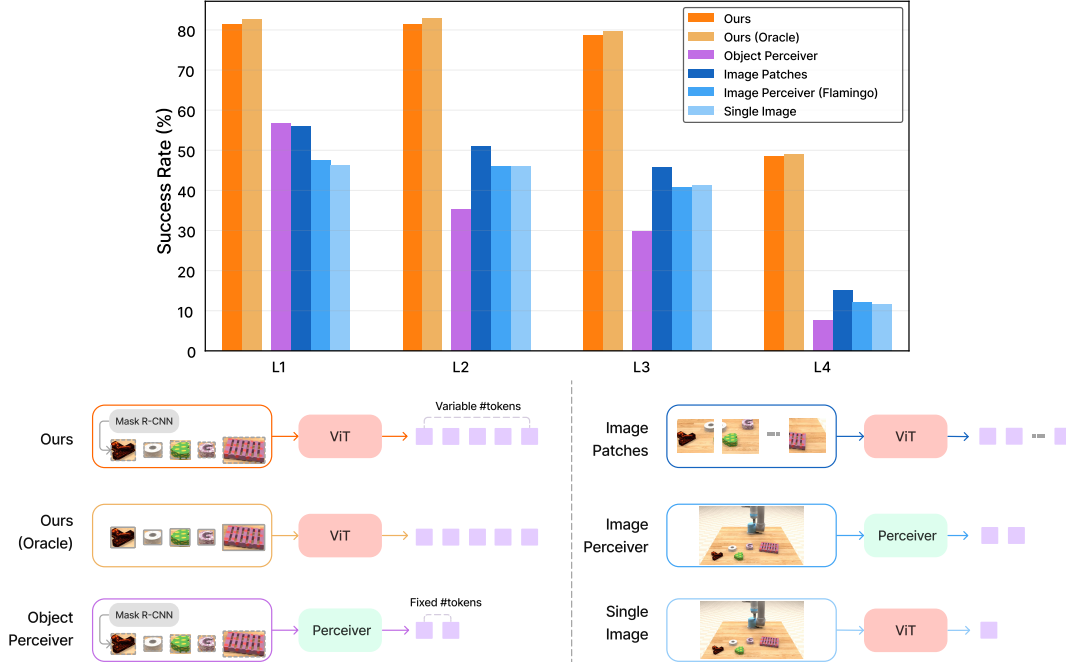 Success Rate (%)
80
70
60
50
40
30
20
10
0
Ours
Ours (Oracle)
Object Perceiver
Image Patches
Image Perceiver (Flamingo)
Single Image
L1
L2
L3
L4
Ours
Mask R-CNN
ViT
Variable #tokens
Ours
(Oracle)
ViT
Object
Perceiver
Mask R-CNN
Perceiver
Fixed #tokens
Image
Patches
ViT
Image
Perceiver
Perceiver
Single
Image
ViT